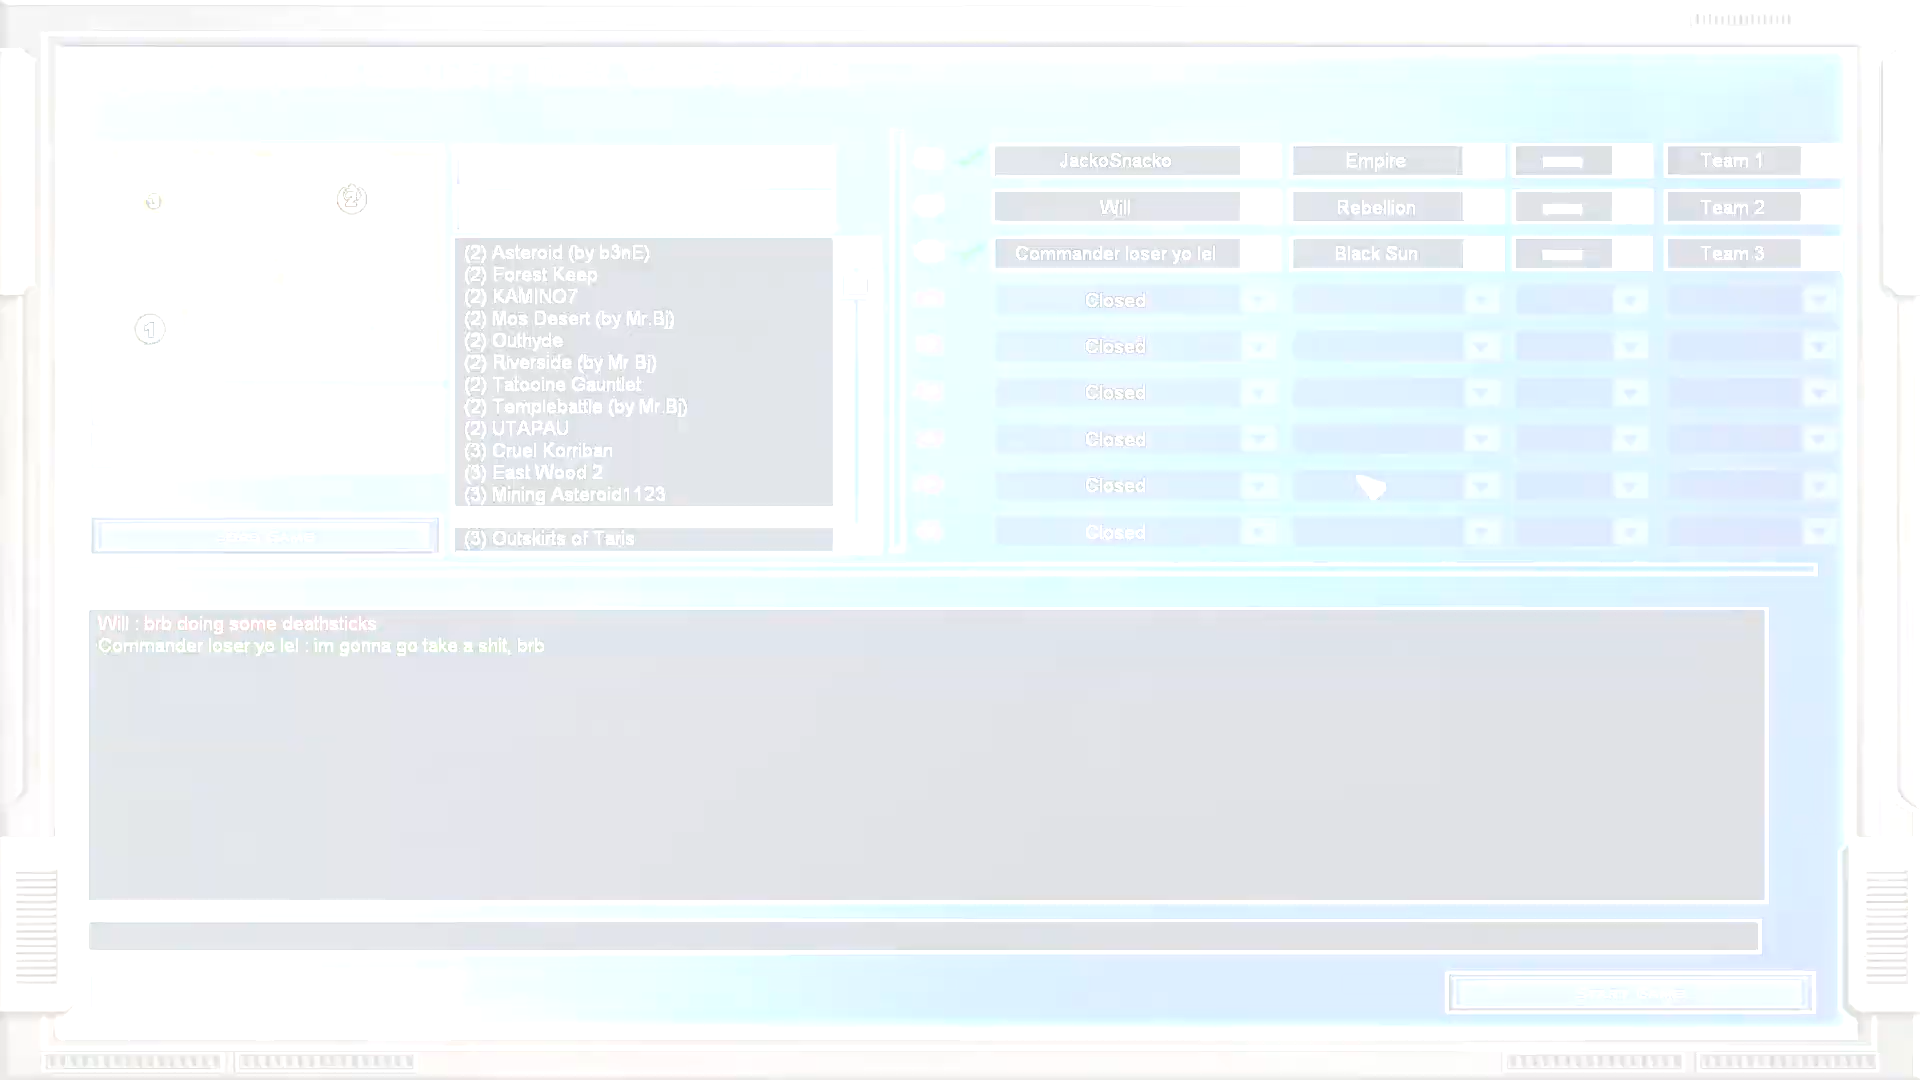 JackoSnacko Empire Team 1
Will Rebellion Team 2
Commander loser yo lel Black Sun Team 3
Closed
Closed
Closed
Closed
Closed
Closed
2
1
(2) Asteroid (by b3nE)
(2) Forest Keep
(2) KAMINO7
(2) Mos Desert (by Mr.Bj)
(2) Outhyde
(2) Riverside (by Mr Bj)
(2) Tatooine Gauntlet
(2) Templebattle (by Mr.Bj)
(2) UTAPAU
(3) Cruel Korriban
(3) East Wood 2
(3) Mining Asteroid1123
(3) Outskirts of Taris
Will : brb doing some deathsticks
Commander loser yo lel : im gonna go take a shit, brb